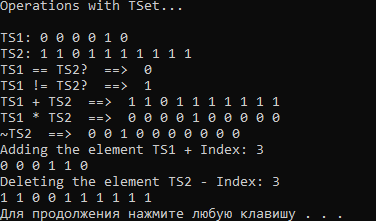 Operations with TSet...
TS1: 0 0 0 0 1 0
TS2: 1 1 0 1 1 1 1 1 1 1
TS1 == TS2?  ==>  0
TS1 != TS2?  ==>  1
TS1 + TS2  ==>  1 1 0 1 1 1 1 1 1 1
TS1 * TS2  ==>  0 0 0 0 1 0 0 0 0 0
~TS2  ==>  0 0 1 0 0 0 0 0 0 0
Adding the element TS1 + Index: 3
0 0 0 1 1 0
Deleting the element TS2 - Index: 3
1 1 0 0 1 1 1 1 1 1
Для продолжения нажмите любую клавишу . . .